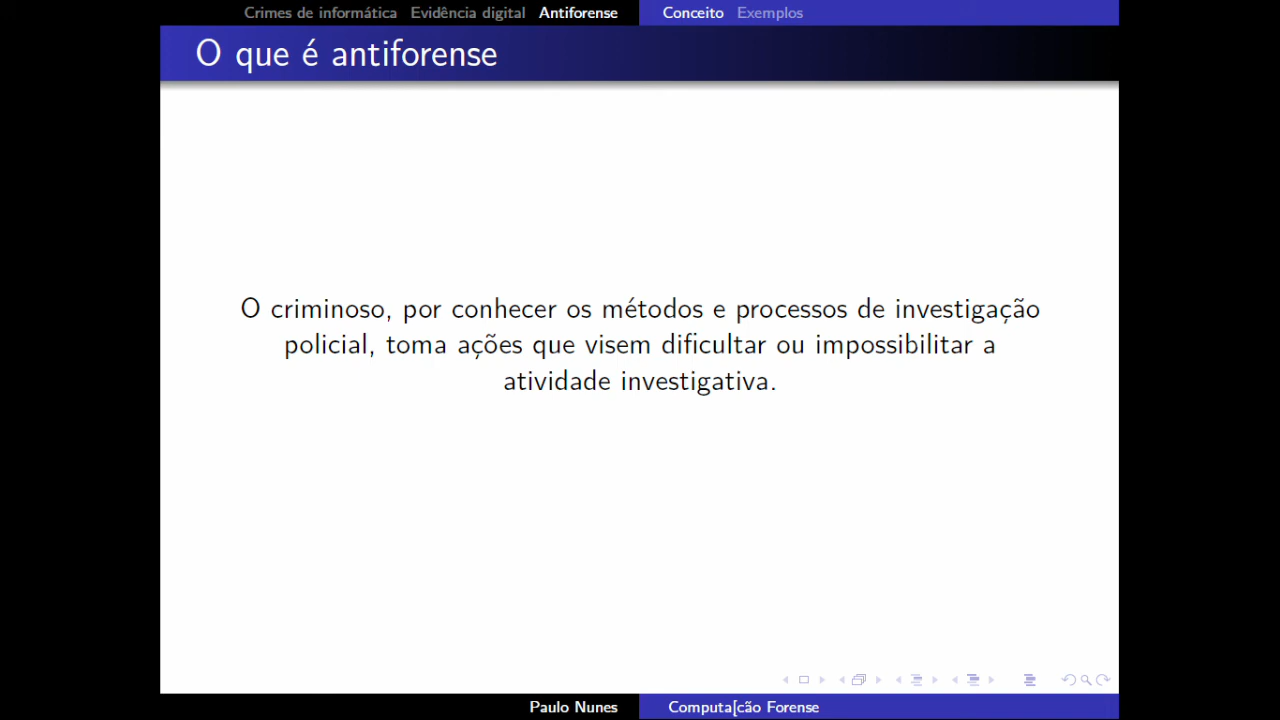 Crimes de informática Evidência digital Antiforense Conceito Exemplos
O que é antiforense
O criminoso, por conhecer os métodos e processos de investigação
policial, toma ações que visem dificultar ou impossibilitar a
atividade investigativa.
Paulo Nunes Computa[cão Forense